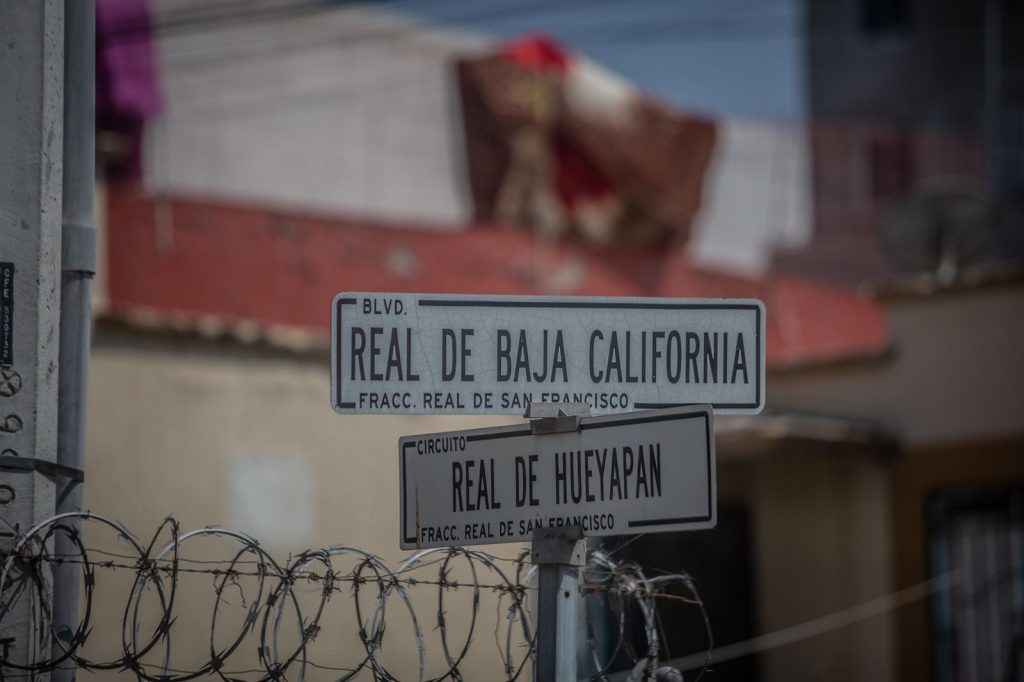 BLVD.
REAL DE BAJA CALIFORNIA
FRACC. REAL DE SAN FRANCISCO
CIRCUITO
REAL DE HUEYAPAN
FRACC. REAL DE SAN FRANCISCO